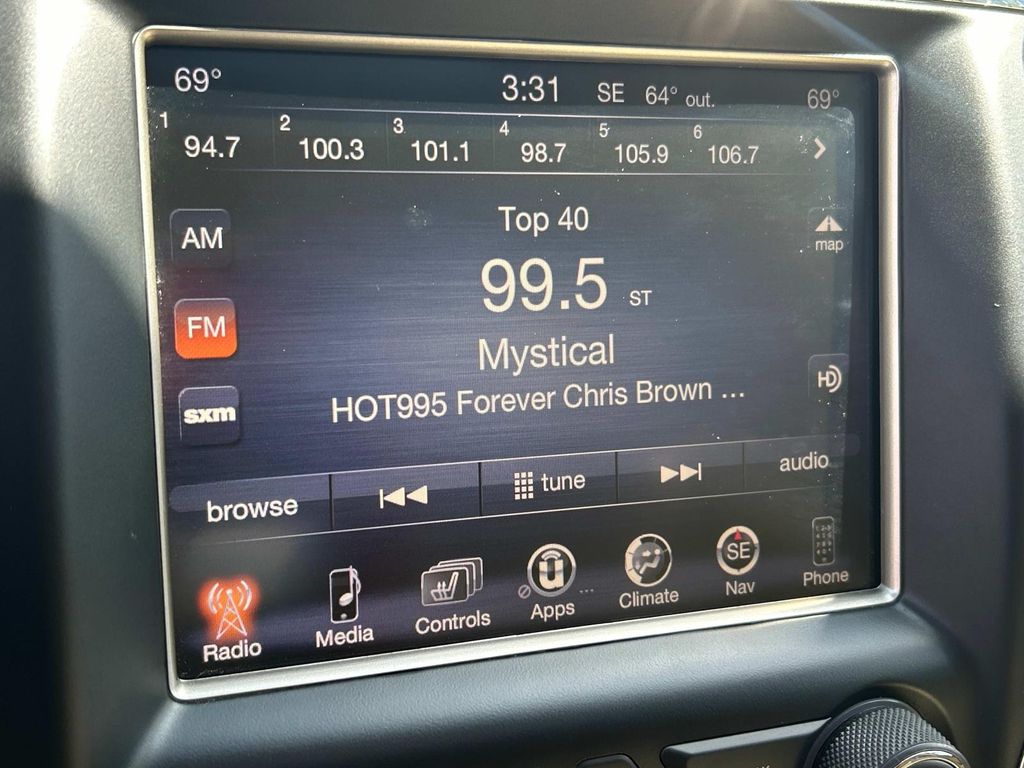 69° 3:31 SE 64° out. 69°
1 94.7 2 100.3 3 101.1 4 98.7 5 105.9 6 106.7
AM
Top 40
map
99.5 ST
FM
Mystical
HD
sxm
HOT995 Forever Chris Brown ...
browse tune audio
SE
Radio Media Controls Apps Climate Nav Phone